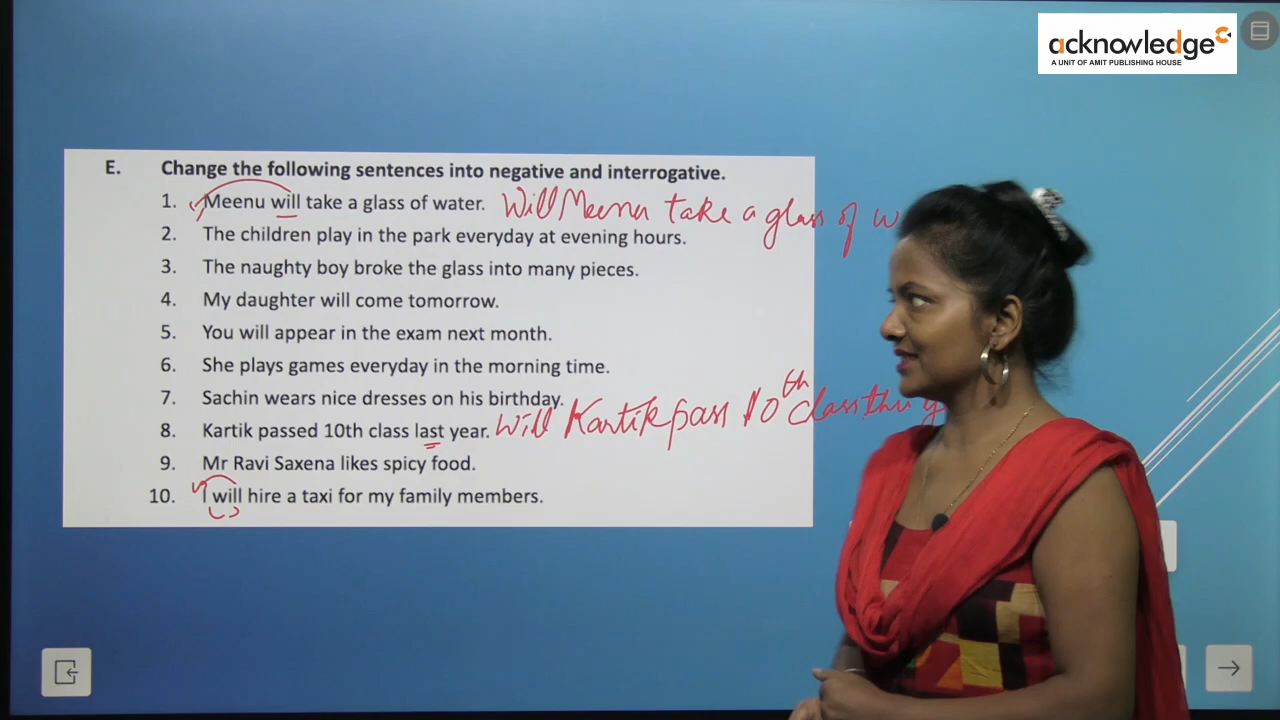 acknowledge
A UNIT OF AMIT PUBLISHING HOUSE
E. Change the following sentences into negative and interrogative.
1. Meenu will take a glass of water. Will Meenu take a glass of w
2. The children play in the park everyday at evening hours.
3. The naughty boy broke the glass into many pieces.
4. My daughter will come tomorrow.
5. You will appear in the exam next month.
6. She plays games everyday in the morning time.
7. Sachin wears nice dresses on his birthday.
8. Kartik passed 10th class last year. Will Kartik pass 10th class this y
9. Mr Ravi Saxena likes spicy food.
10. I will hire a taxi for my family members.